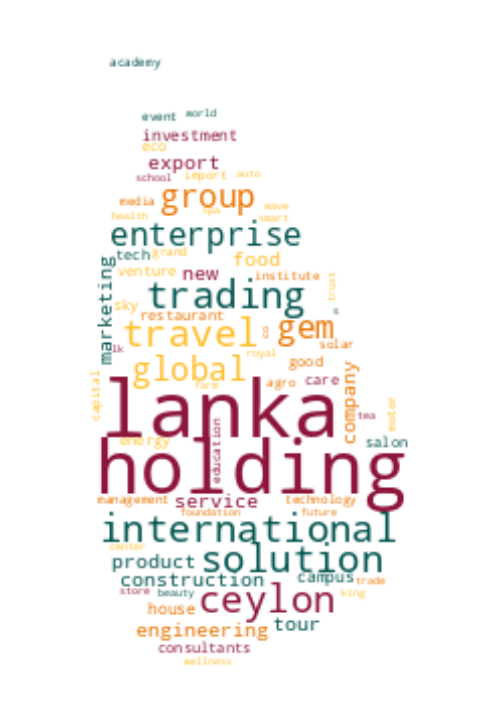 academy
event world
investment
eco
export
school import auto
media group wave
health spa smart
enterprise
tech grand food
venture new institute
marketing trading trust
sky
restaurant s
travel co gem
lk solar
royal
global good
capital farm agro care company
lanka tea motor
energy education salon
holding
management service technology
foundation future
international
center
product solution
construction campus trade
store beauty ceylon king
house
engineering tour
consultants
wellness